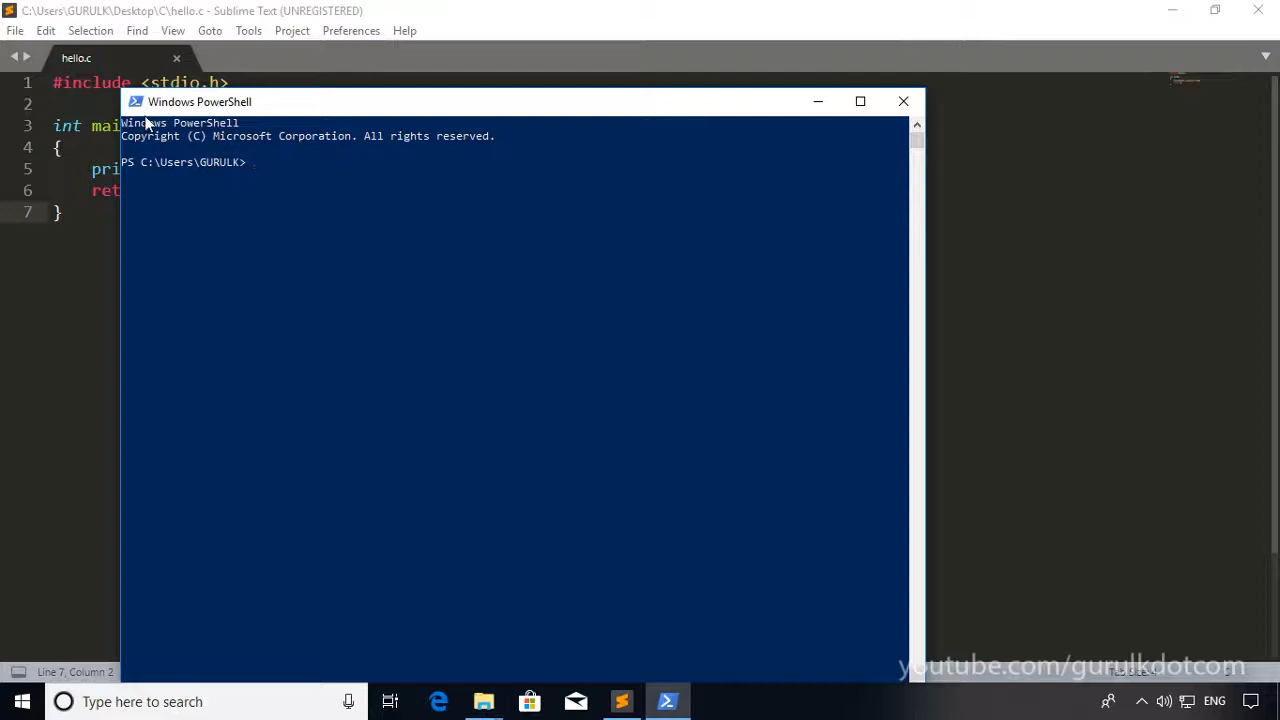 C:\Users\GURULK\Desktop\C\hello.c - Sublime Text (UNREGISTERED)
File Edit Selection Find View Goto Tools Project Preferences Help
hello.c
1 #include <stdio.h>
2
3 int mai
4 {
5 pri
6 ret
7 }
Windows PowerShell
Windows PowerShell
Copyright (C) Microsoft Corporation. All rights reserved.
PS C:\Users\GURULK>
Line 7, Column 2
youtube.com/gurulkdotcom
Type here to search
ENG